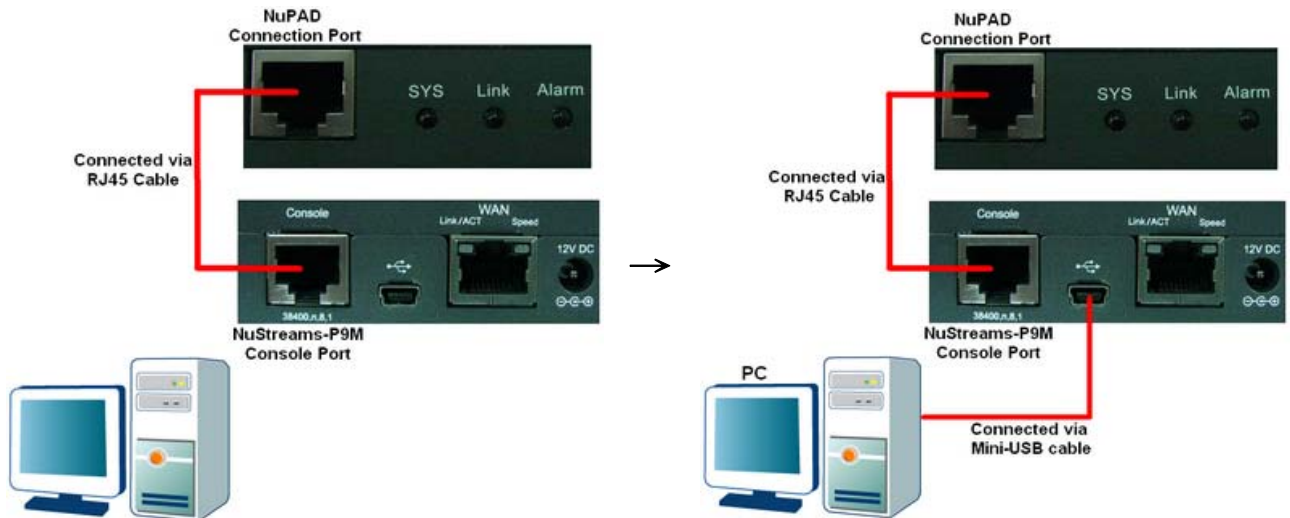 NuPAD
Connection Port
SYS Link Alarm
Connected via
RJ45 Cable
Console
WAN
Link/ACT Speed
12V DC
38400,n,8,1
NuStreams-P9M
Console Port
NuPAD
Connection Port
SYS Link Alarm
Connected via
RJ45 Cable
Console
WAN
Link/ACT Speed
12V DC
38400,n,8,1
NuStreams-P9M
Console Port
PC
Connected via
Mini-USB cable